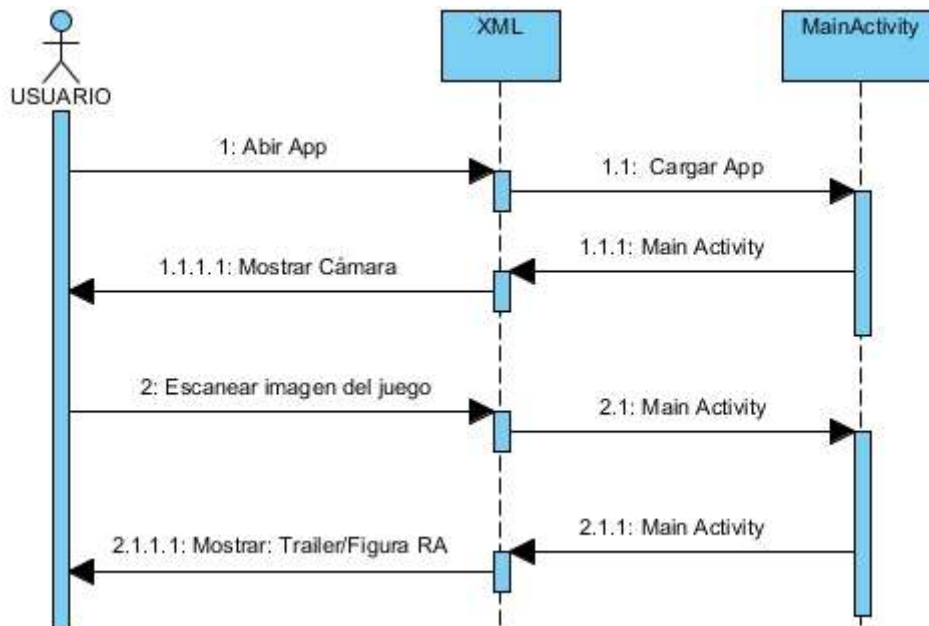 XML
MainActivity
USUARIO
1: Abir App
1.1: Cargar App
1.1.1: Main Activity
1.1.1.1: Mostrar Cámara
2: Escanear imagen del juego
2.1: Main Activity
2.1.1: Main Activity
2.1.1.1: Mostrar: Trailer/Figura RA